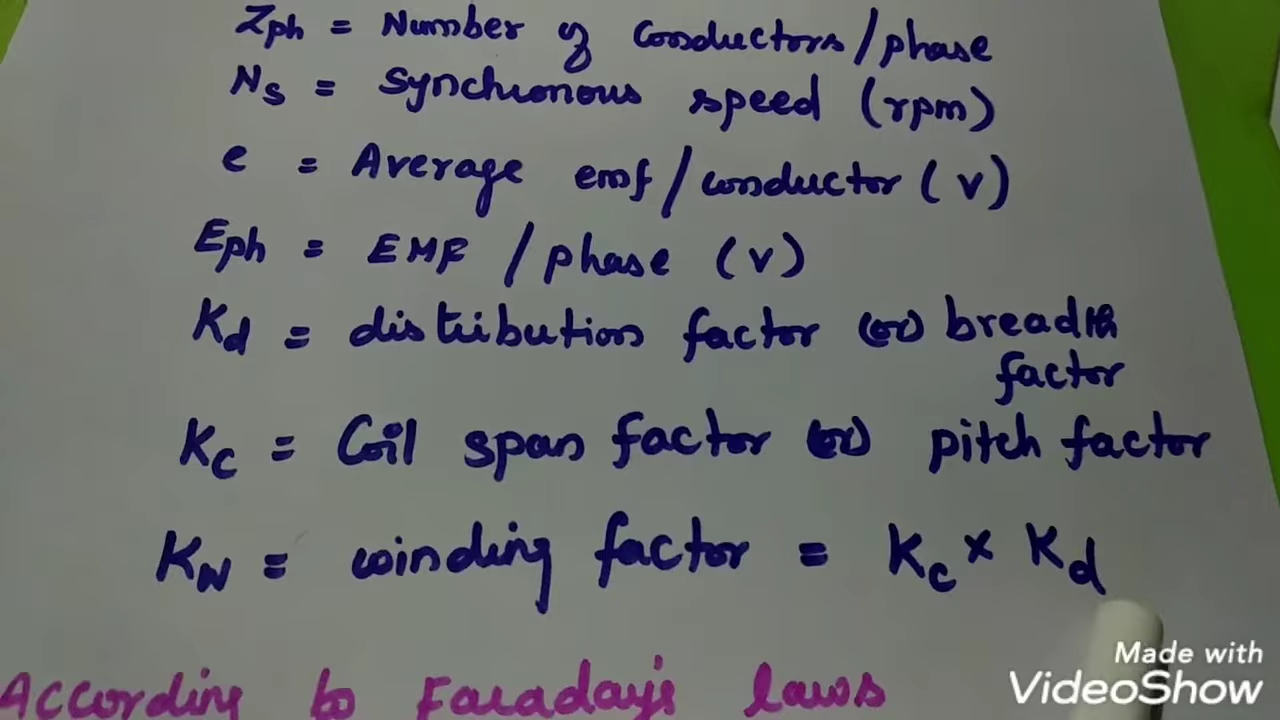 Zph = Number of Conductors/phase
Ns = Synchronous speed (rpm)
e = Average emf/conductor (v)
Eph = EMF /phase (v)
Kd = distribution factor (or) breadth
factor
Kc = Coil span factor (or) pitch factor
Kw = winding factor = Kc x Kd
According to Faraday's laws
Made with
VideoShow